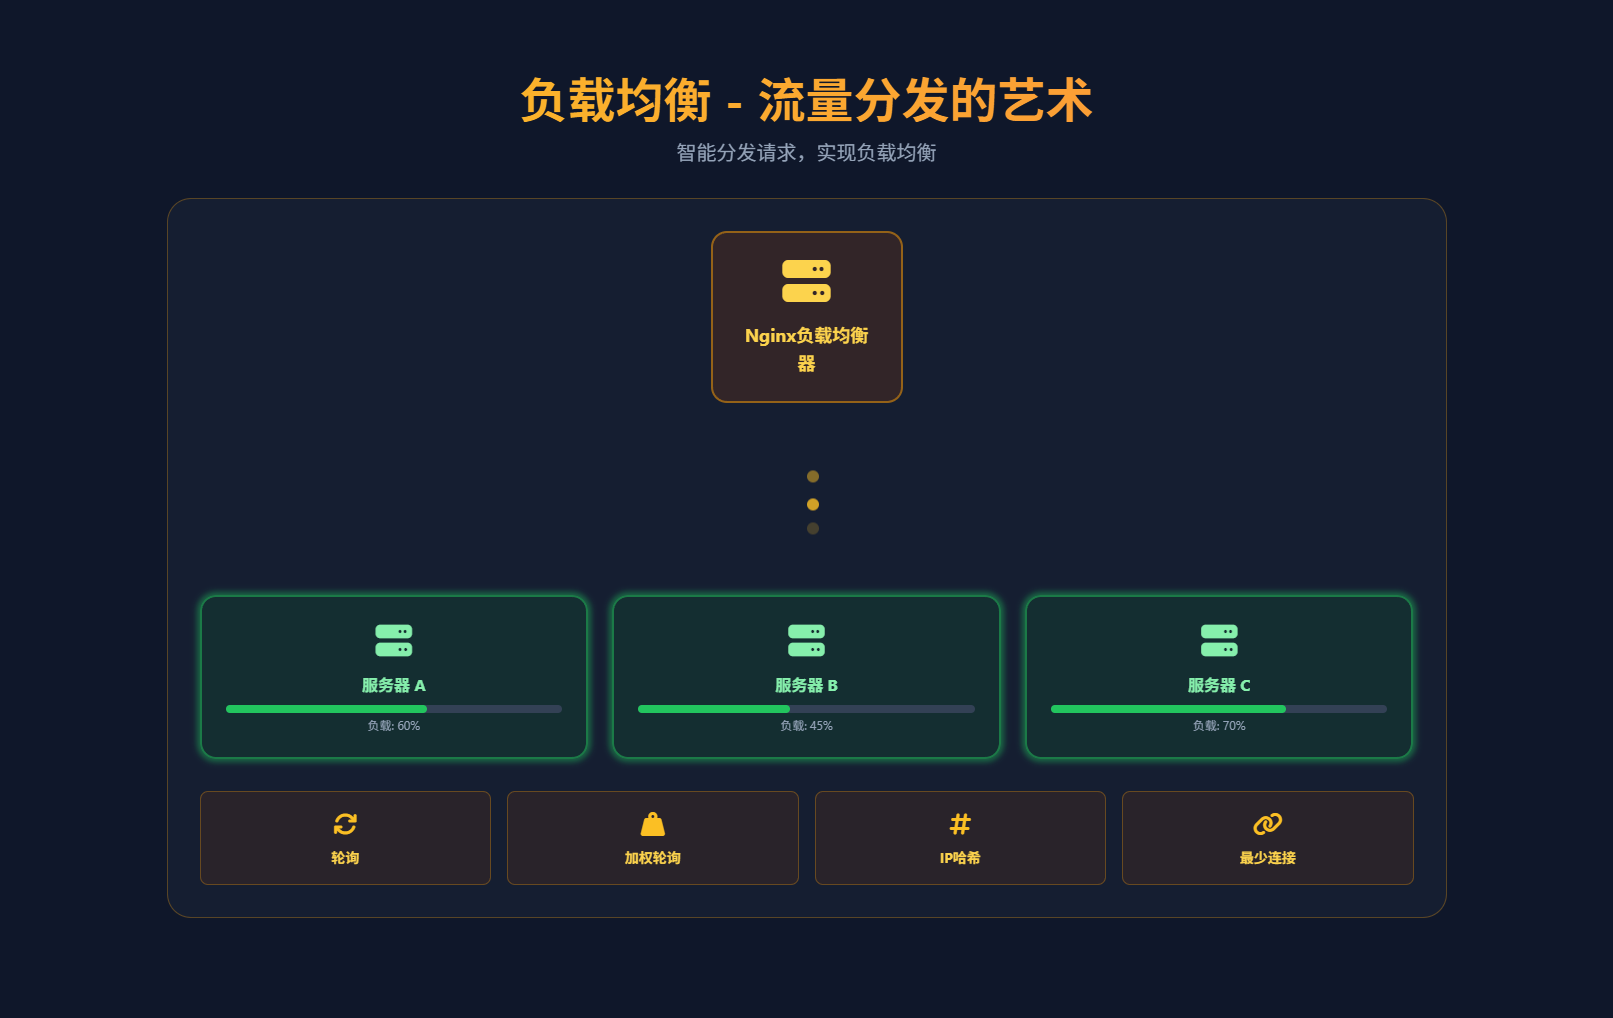 负载均衡 - 流量分发的艺术
智能分发请求，实现负载均衡
Nginx负载均衡
器
服务器 A
负载: 60%
服务器 B
负载: 45%
服务器 C
负载: 70%
轮询
加权轮询
IP哈希
最少连接